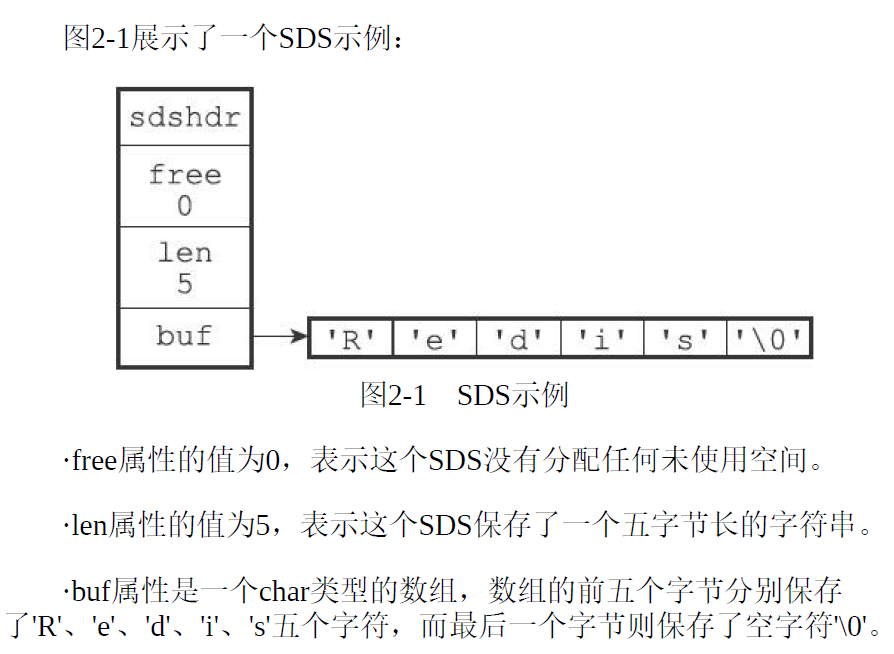 图2-1展示了一个SDS示例：
sdshdr
free
0
len
5
buf
'R' 'e' 'd' 'i' 's' '\0'
图2-1 SDS示例
·free属性的值为0，表示这个SDS没有分配任何未使用空间。
·len属性的值为5，表示这个SDS保存了一个五字节长的字符串。
·buf属性是一个char类型的数组，数组的前五个字节分别保存
了'R'、'e'、'd'、'i'、's'五个字符，而最后一个字节则保存了空字符'\0'。